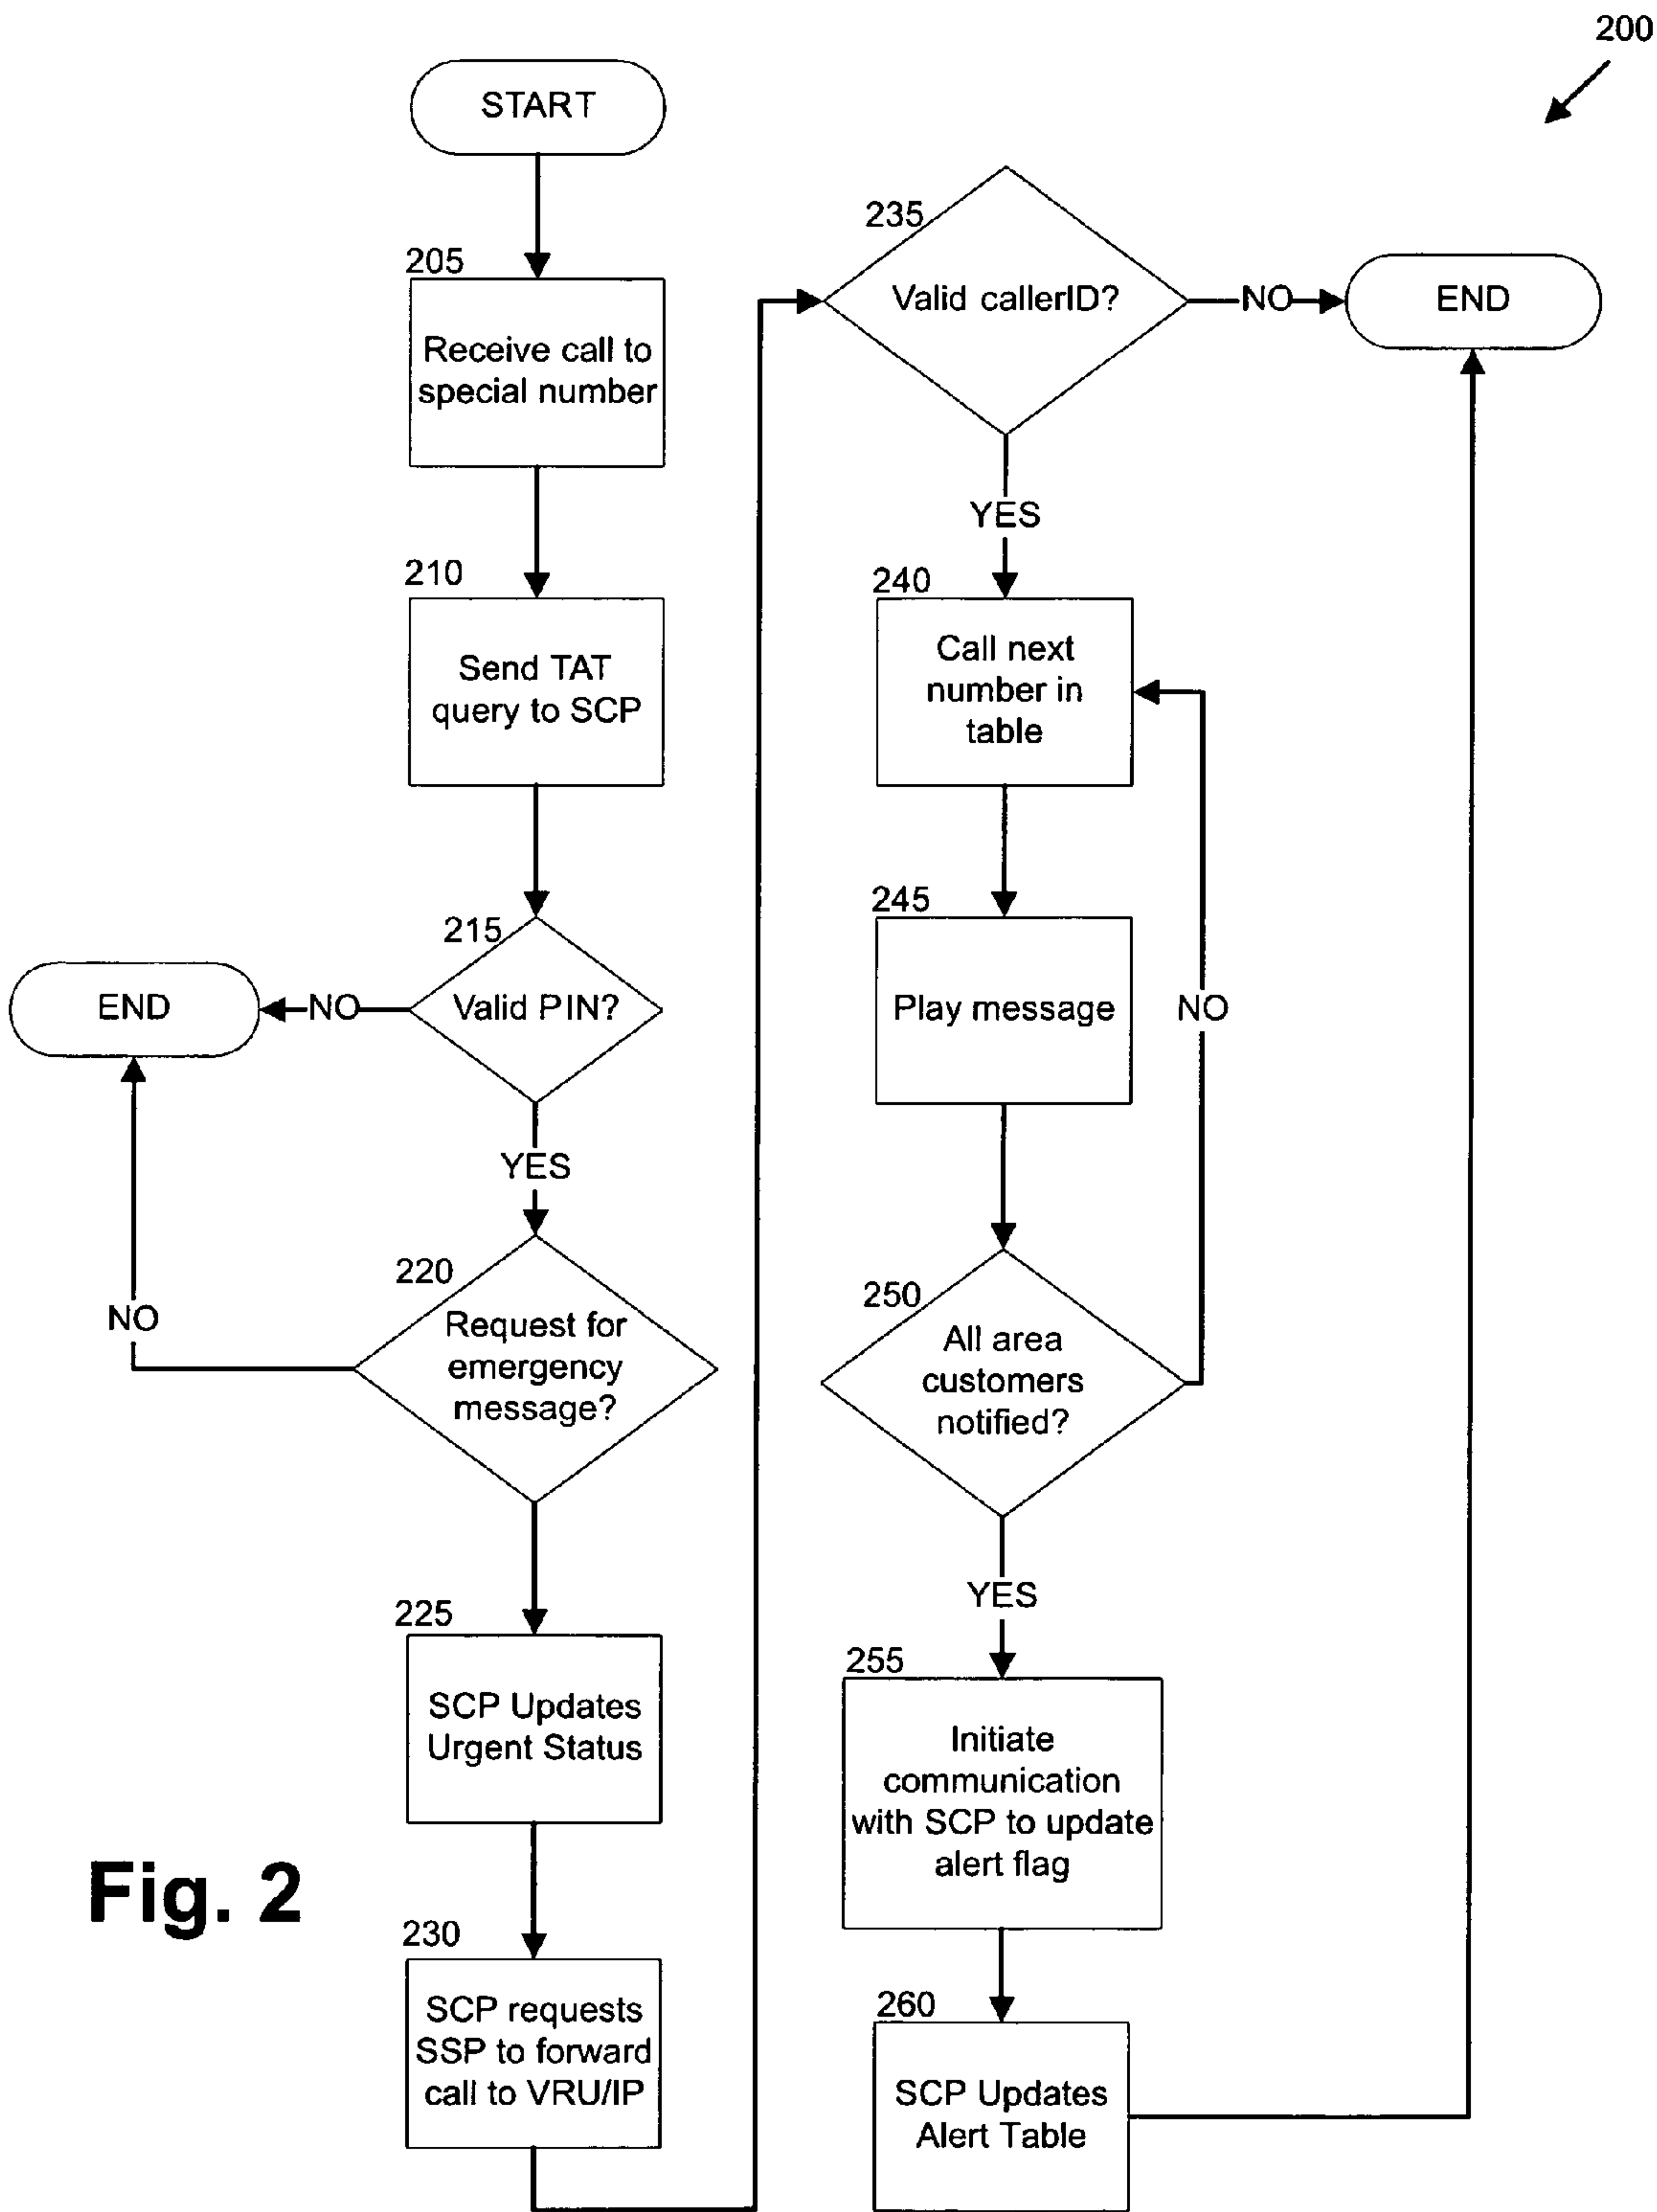 200
START
205
Receive call to
special number
210
Send TAT
query to SCP
215
Valid PIN?
NO
END
YES
220
Request for
emergency
message?
NO
225
SCP Updates
Urgent Status
230
SCP requests
SSP to forward
call to VRU/IP
235
Valid callerID?
NO
END
YES
240
Call next
number in
table
245
Play message
NO
250
All area
customers
notified?
YES
255
Initiate
communication
with SCP to update
alert flag
260
SCP Updates
Alert Table
Fig. 2